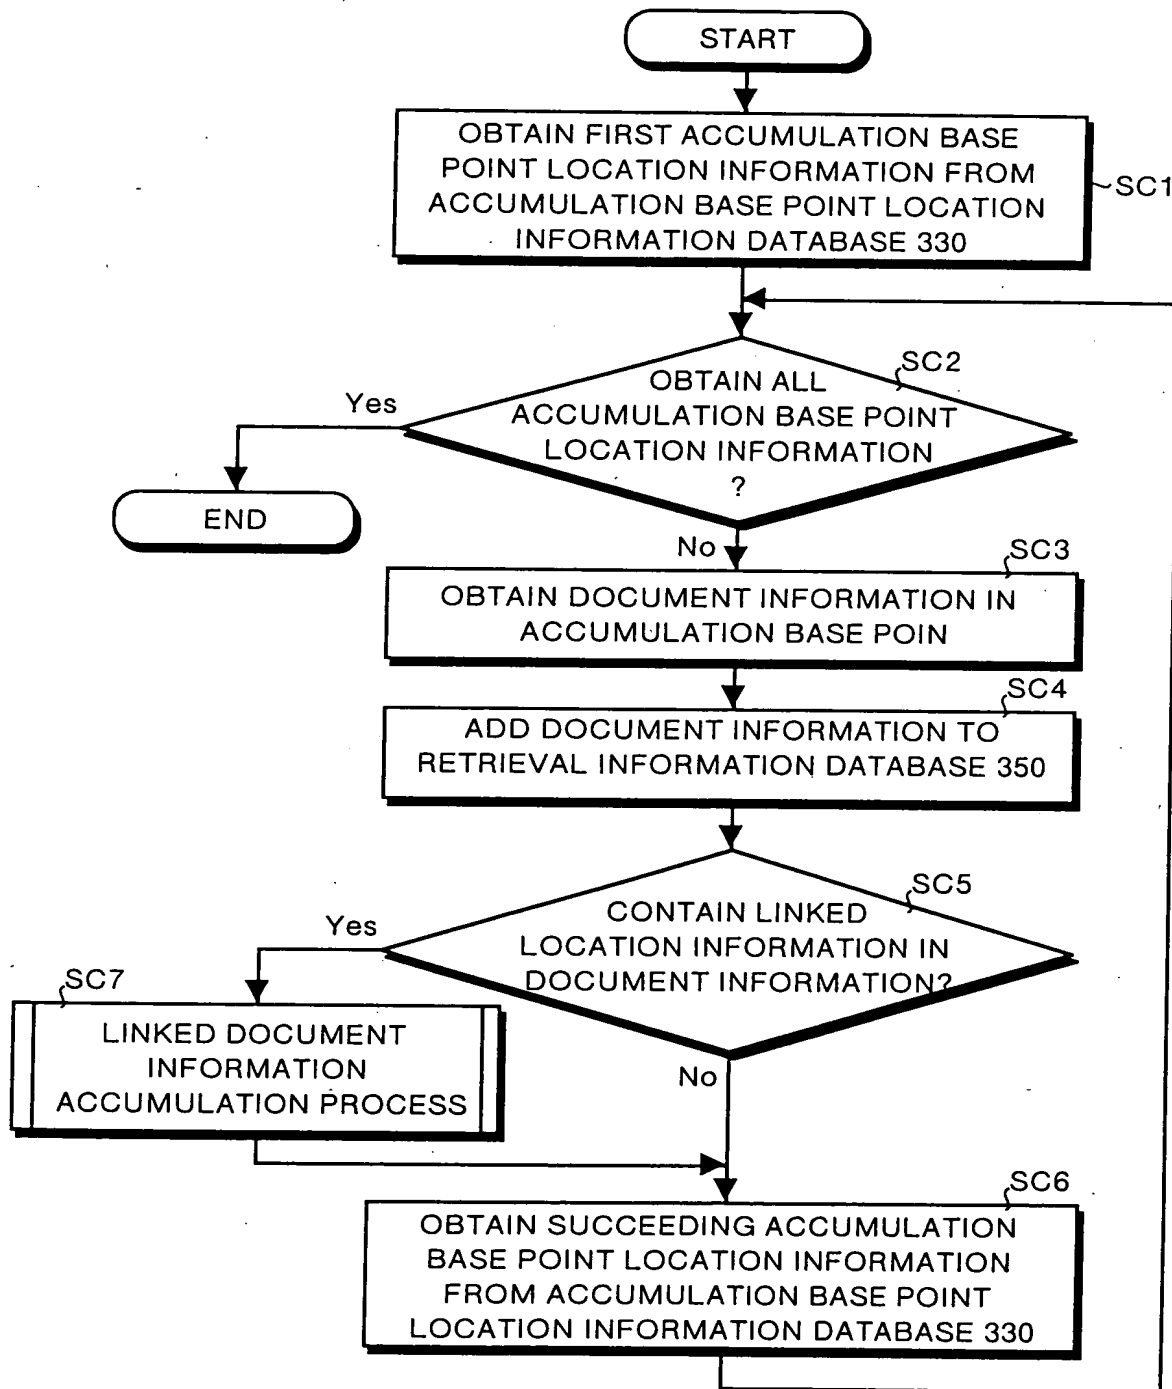 START
OBTAIN FIRST ACCUMULATION BASE
POINT LOCATION INFORMATION FROM
ACCUMULATION BASE POINT LOCATION
INFORMATION DATABASE 330
SC1
SC2
OBTAIN ALL
ACCUMULATION BASE POINT
LOCATION INFORMATION
?
Yes
END
No
SC3
OBTAIN DOCUMENT INFORMATION IN
ACCUMULATION BASE POIN
SC4
ADD DOCUMENT INFORMATION TO
RETRIEVAL INFORMATION DATABASE 350
SC5
CONTAIN LINKED
LOCATION INFORMATION IN
DOCUMENT INFORMATION?
Yes
SC7
LINKED DOCUMENT
INFORMATION
ACCUMULATION PROCESS
No
SC6
OBTAIN SUCCEEDING ACCUMULATION
BASE POINT LOCATION INFORMATION
FROM ACCUMULATION BASE POINT
LOCATION INFORMATION DATABASE 330